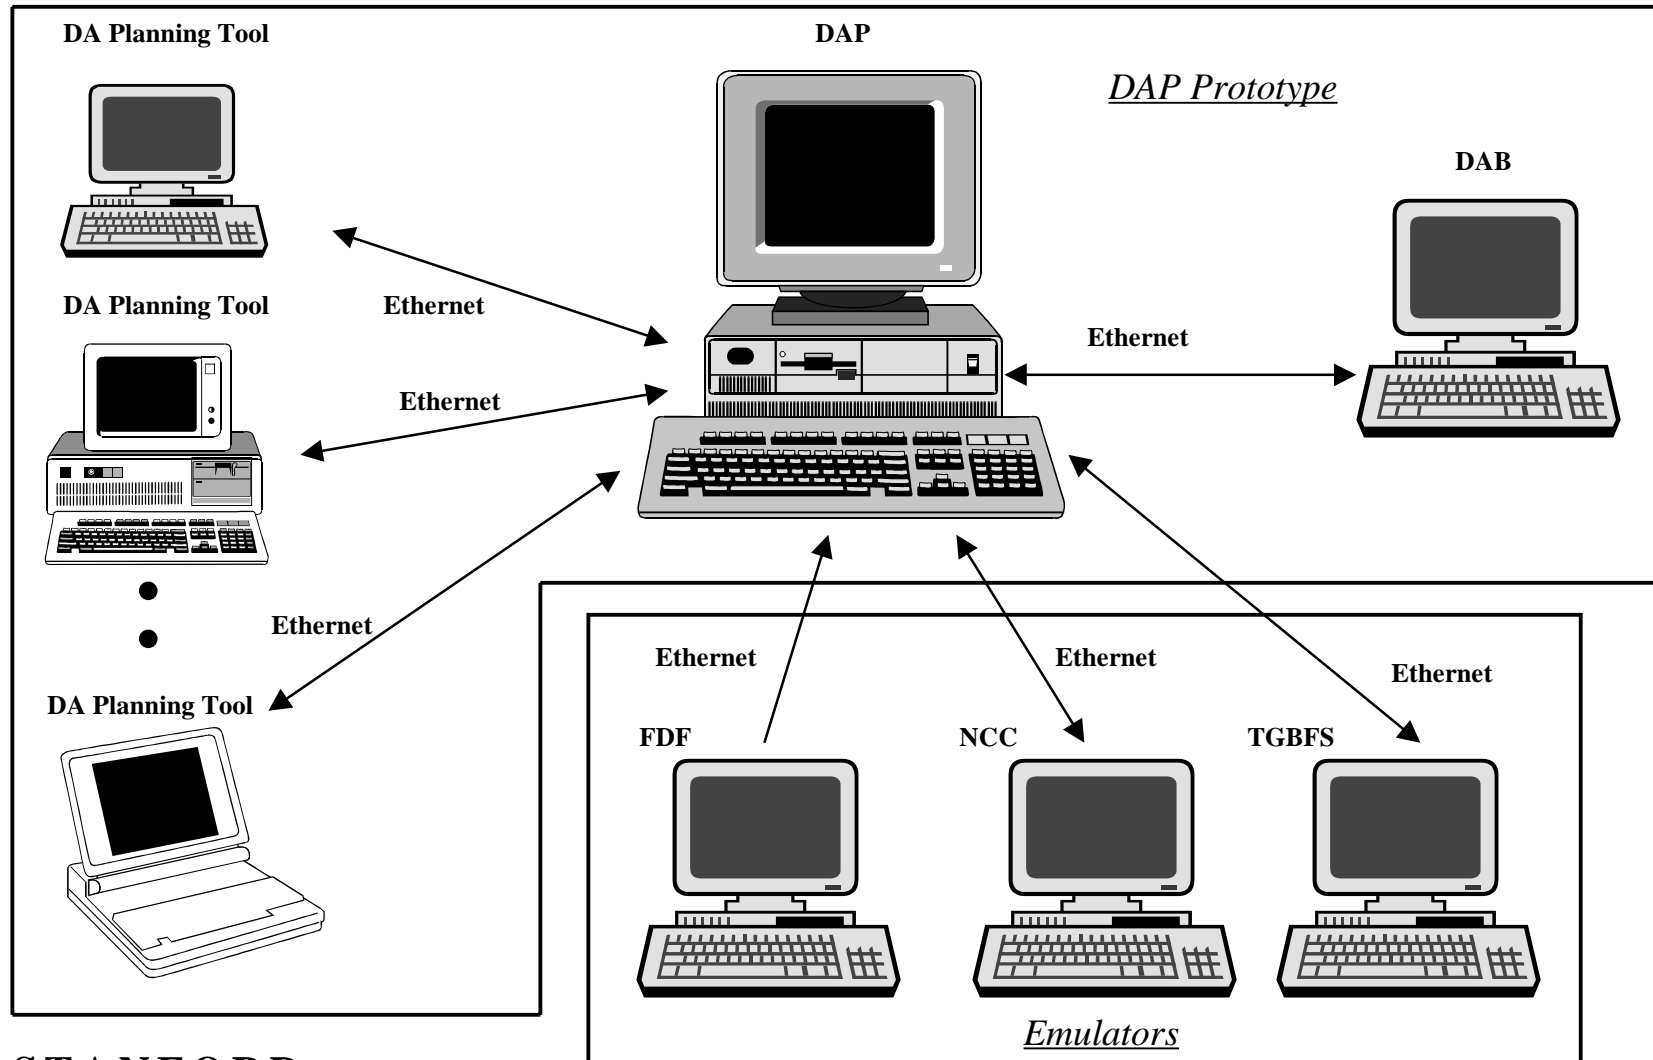 DA Planning Tool
DAP
DAP Prototype
DAB
Ethernet
DA Planning Tool
Ethernet
Ethernet
Ethernet
DA Planning Tool
Ethernet
Ethernet
Ethernet
FDF
NCC
TGBFS
Emulators
STANFORD